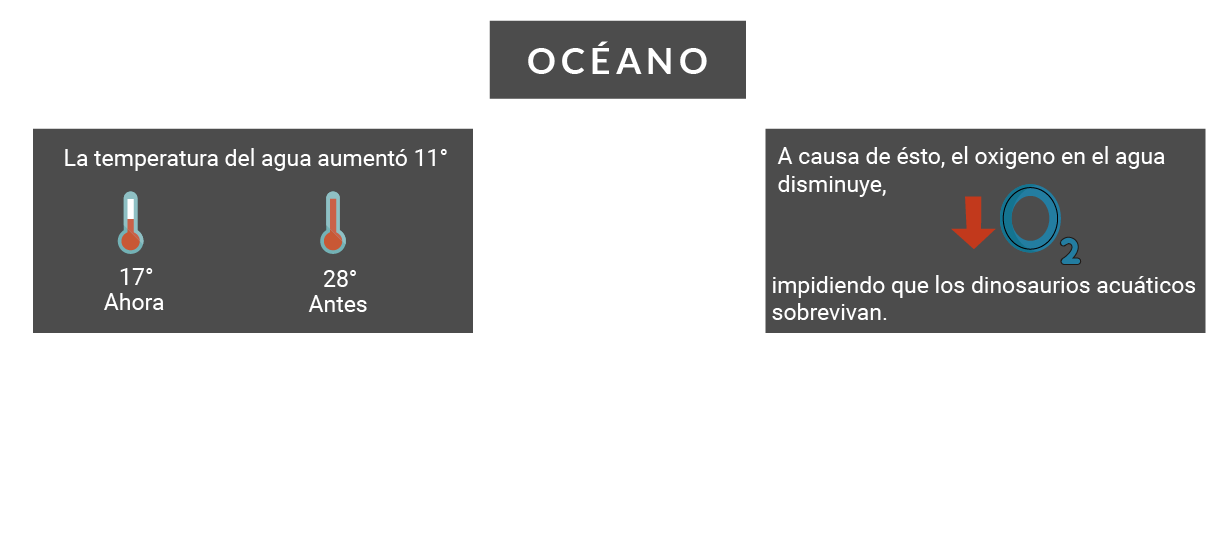 OCÉANO
La temperatura del agua aumentó 11°
17°
Ahora
28°
Antes
A causa de ésto, el oxigeno en el agua
disminuye,
O2
impidiendo que los dinosaurios acuáticos
sobrevivan.